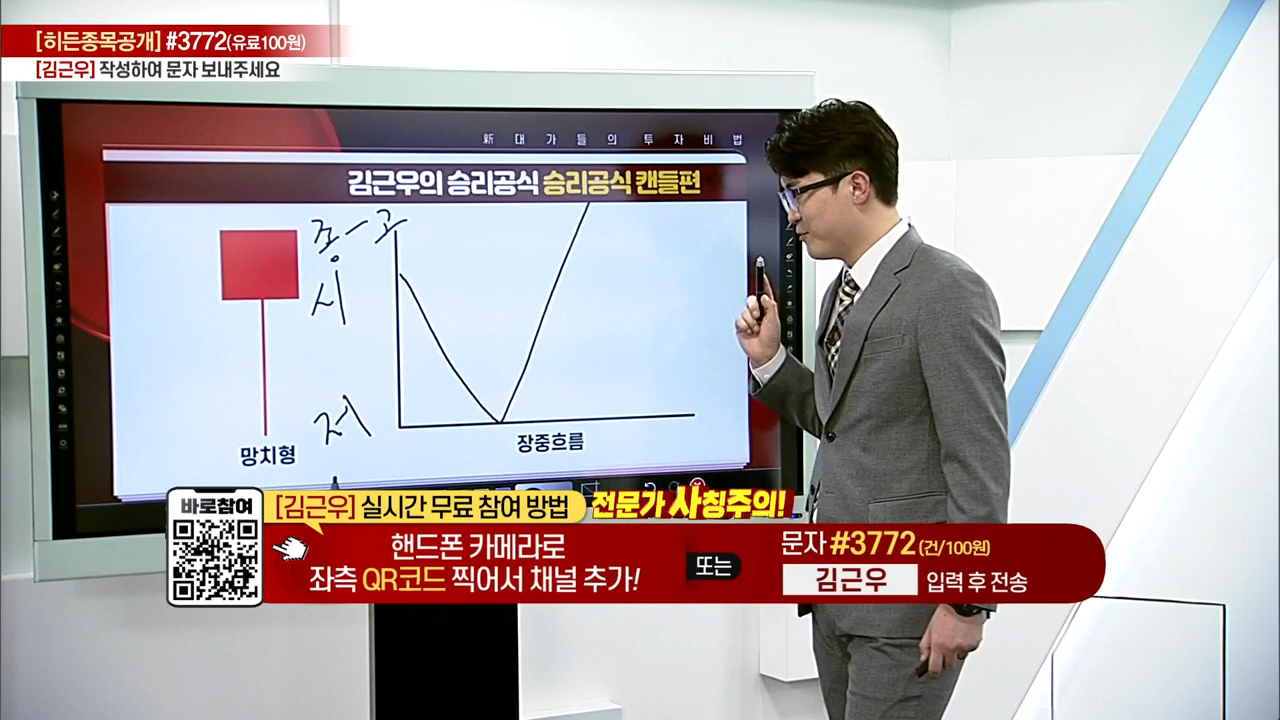 [히든종목공개] #3772(유료100원)
[김근우] 작성하여 문자 보내주세요
新대가들의투자비법
김근우의 승리공식 승리공식 캔들편
종-고
시
저
망치형
장중흐름
바로참여
[김근우] 실시간 무료 참여 방법
전문가 사칭주의!
핸드폰 카메라로
좌측 QR코드 찍어서 채널 추가!
또는
문자 #3772 (건/100원)
김근우 입력 후 전송